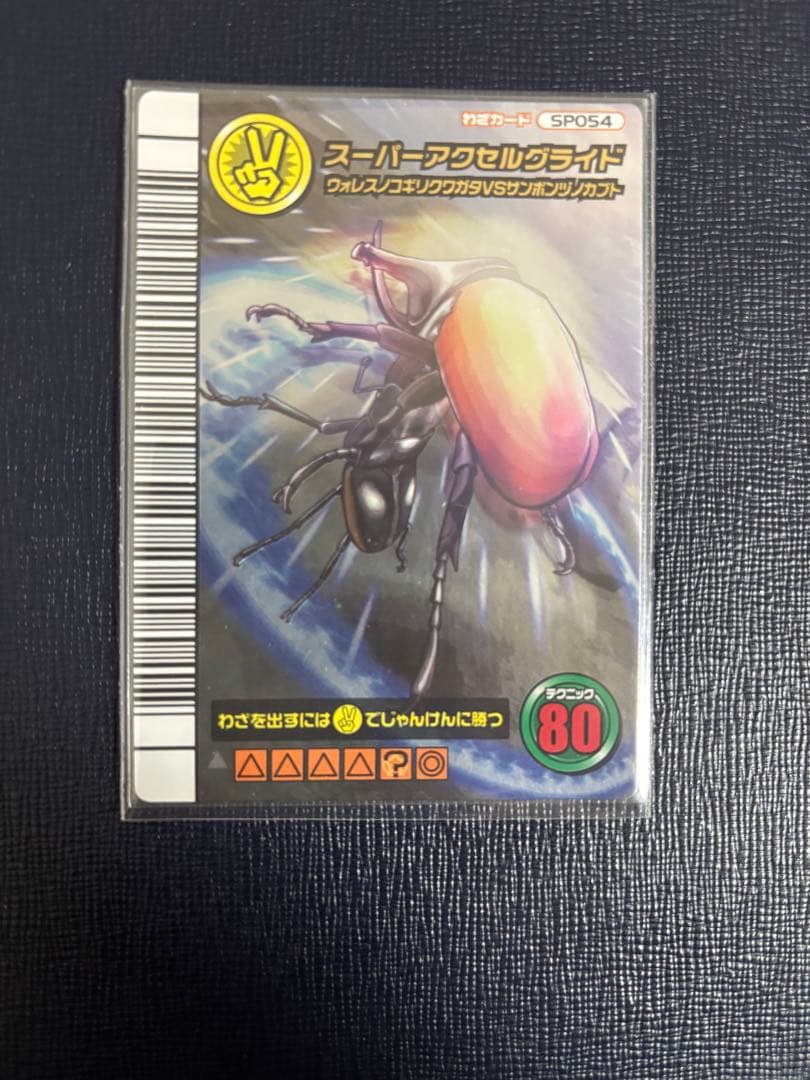 わざカード SP054
スーパーアクセルグライド
ウォレスノコギリクワガタVSサンボンヅノカブト
わざを出すには でじゃんけんに勝つ
テクニック
80
△△△△?◎